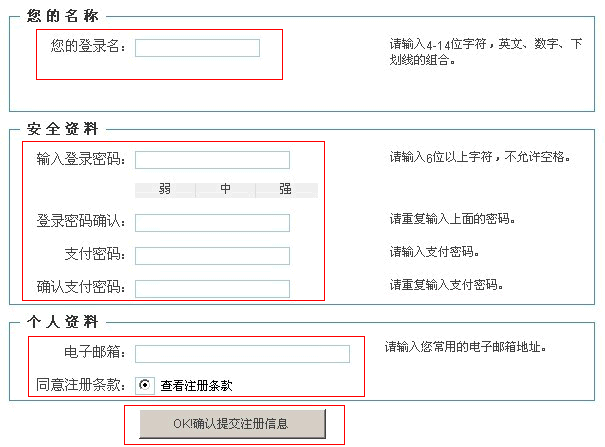 您的名称
您的登录名： 请输入4-14位字符，英文、数字、下
划线的组合。
安全资料
输入登录密码： 请输入6位以上字符，不允许空格。
弱 中 强
登录密码确认： 请重复输入上面的密码。
支付密码： 请输入支付密码。
确认支付密码： 请重复输入支付密码。
个人资料
电子邮箱： 请输入您常用的电子邮箱地址。
同意注册条款： 查看注册条款
OK!确认提交注册信息